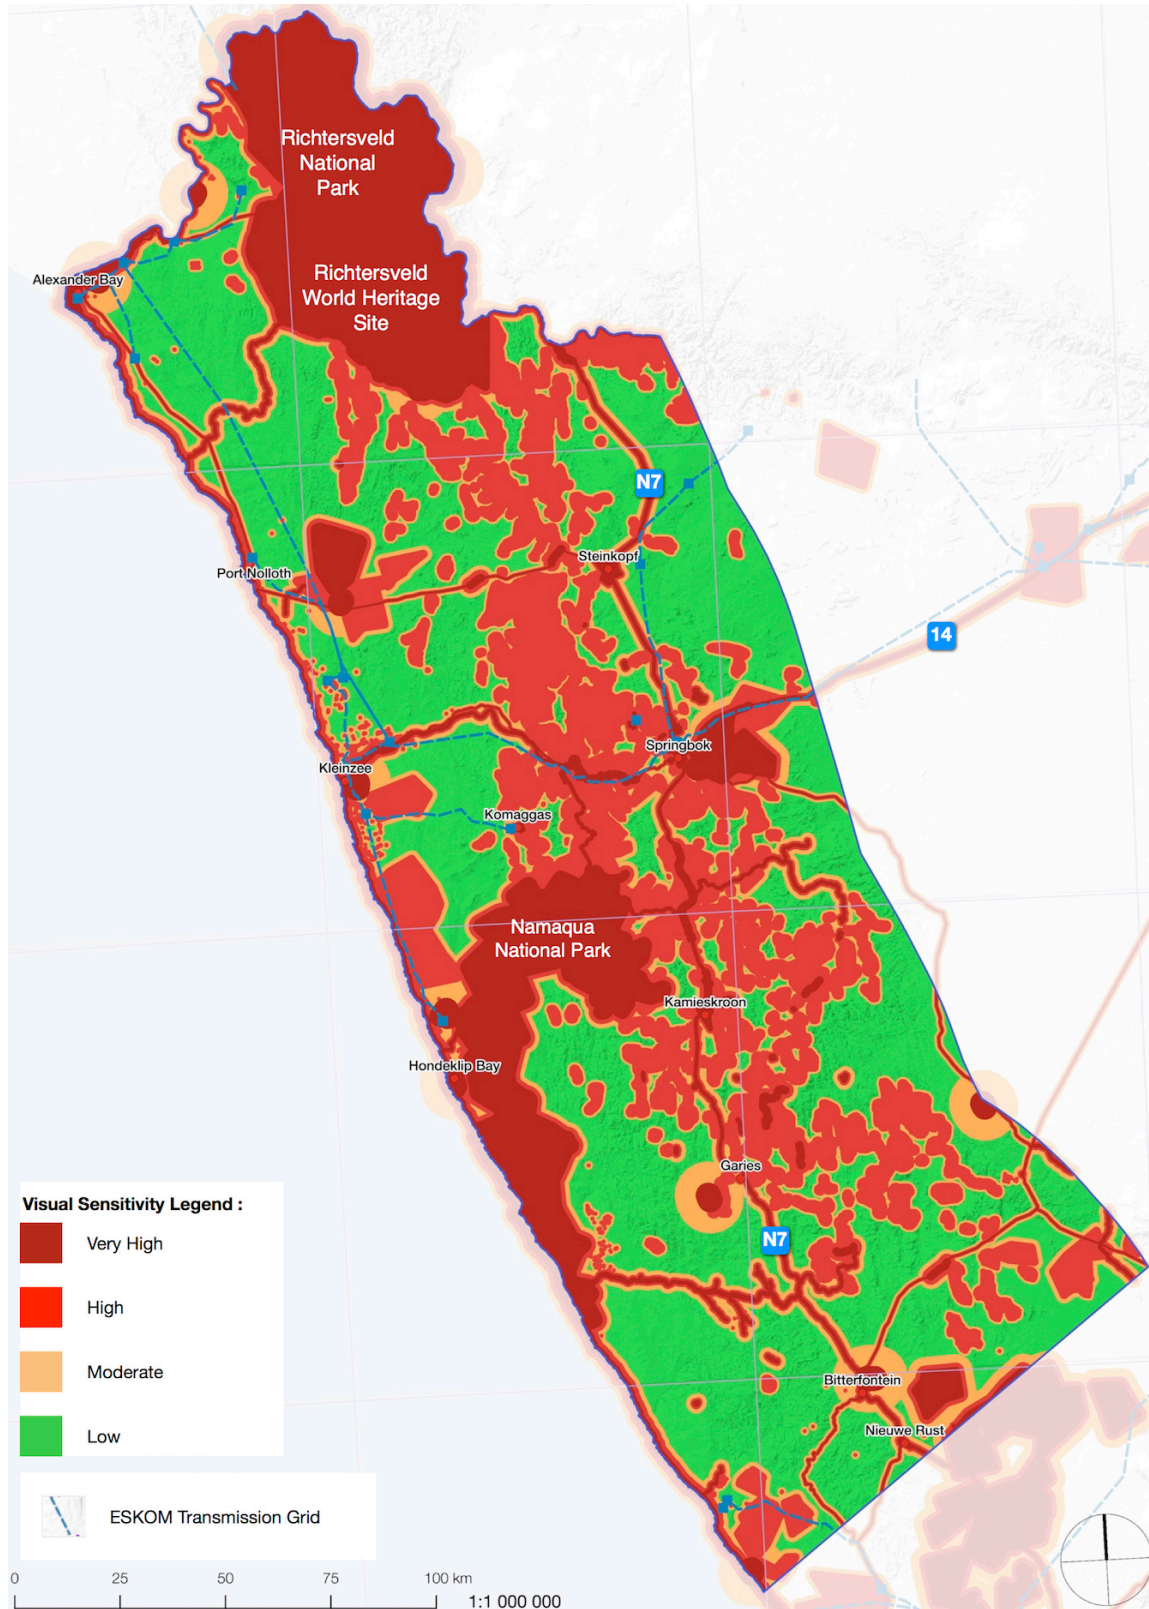 Richtersveld
National
Park
Alexander Bay
Richtersveld
World Heritage
Site
N7
Steinkopf
Port Nolloth
14
Springbok
Kleinzee
Komaggas
Namaqua
National Park
Kamieskroon
Hondeklip Bay
Garies
Visual Sensitivity Legend :
Very High
High
Moderate
Low
N7
Bitterfontein
Nieuwe Rust
ESKOM Transmission Grid
0 25 50 75 100 km
1:1 000 000